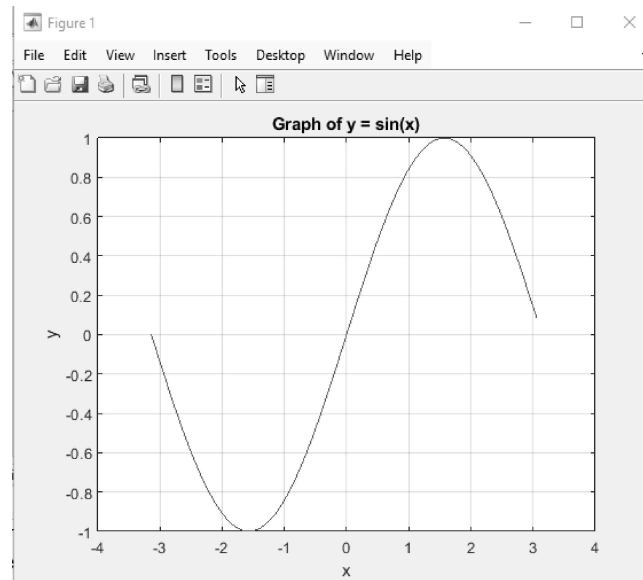 Figure 1
File Edit View Insert Tools Desktop Window Help
Graph of y = sin(x)
1
0.8
0.6
0.4
0.2
0
-0.2
-0.4
-0.6
-0.8
-1
y
-4 -3 -2 -1 0 1 2 3 4
x